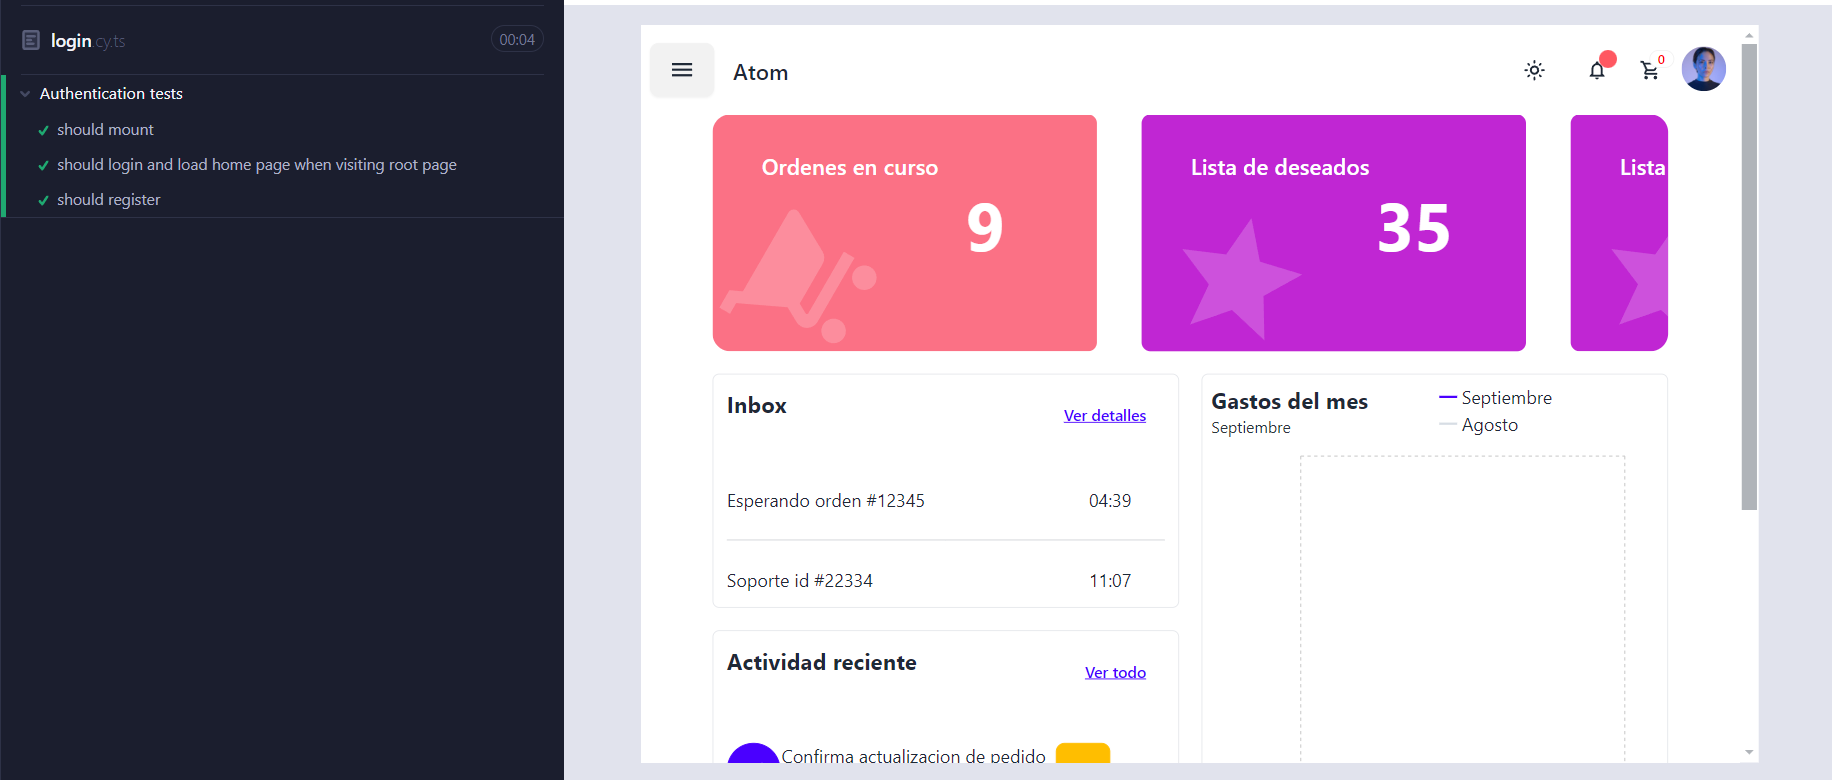 login.cy.ts
00:04
Authentication tests
should mount
should login and load home page when visiting root page
should register
Atom
0
Ordenes en curso
9
Lista de deseados
35
Lista
Inbox
Ver detalles
Esperando orden #12345
04:39
Soporte id #22334
11:07
Gastos del mes
Septiembre
Septiembre
Agosto
Actividad reciente
Ver todo
Confirma actualizacion de pedido